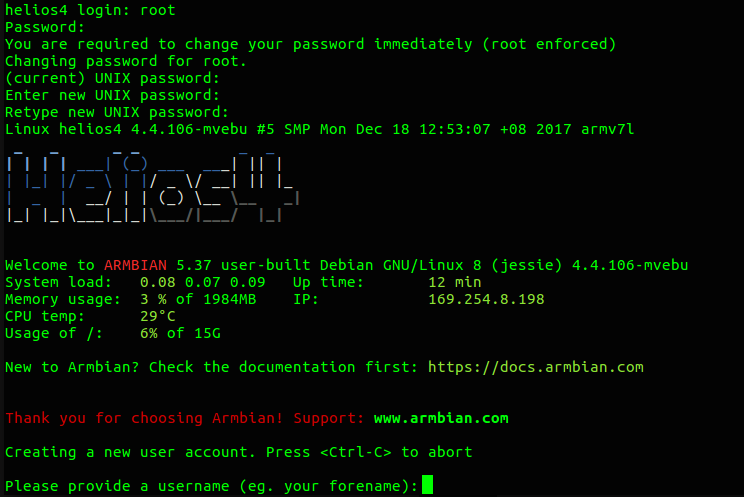 helios4 login: root
Password:
You are required to change your password immediately (root enforced)
Changing password for root.
(current) UNIX password:
Enter new UNIX password:
Retype new UNIX password:
Linux helios4 4.4.106-mvebu #5 SMP Mon Dec 18 12:53:07 +08 2017 armv7l
Helios4
Welcome to ARMBIAN 5.37 user-built Debian GNU/Linux 8 (jessie) 4.4.106-mvebu
System load:   0.08 0.07 0.09   Up time:       12 min
Memory usage:  3 % of 1984MB    IP:            169.254.8.198
CPU temp:      29°C
Usage of /:    6% of 15G
New to Armbian? Check the documentation first: https://docs.armbian.com
Thank you for choosing Armbian! Support: www.armbian.com
Creating a new user account. Press <Ctrl-C> to abort
Please provide a username (eg. your forename):